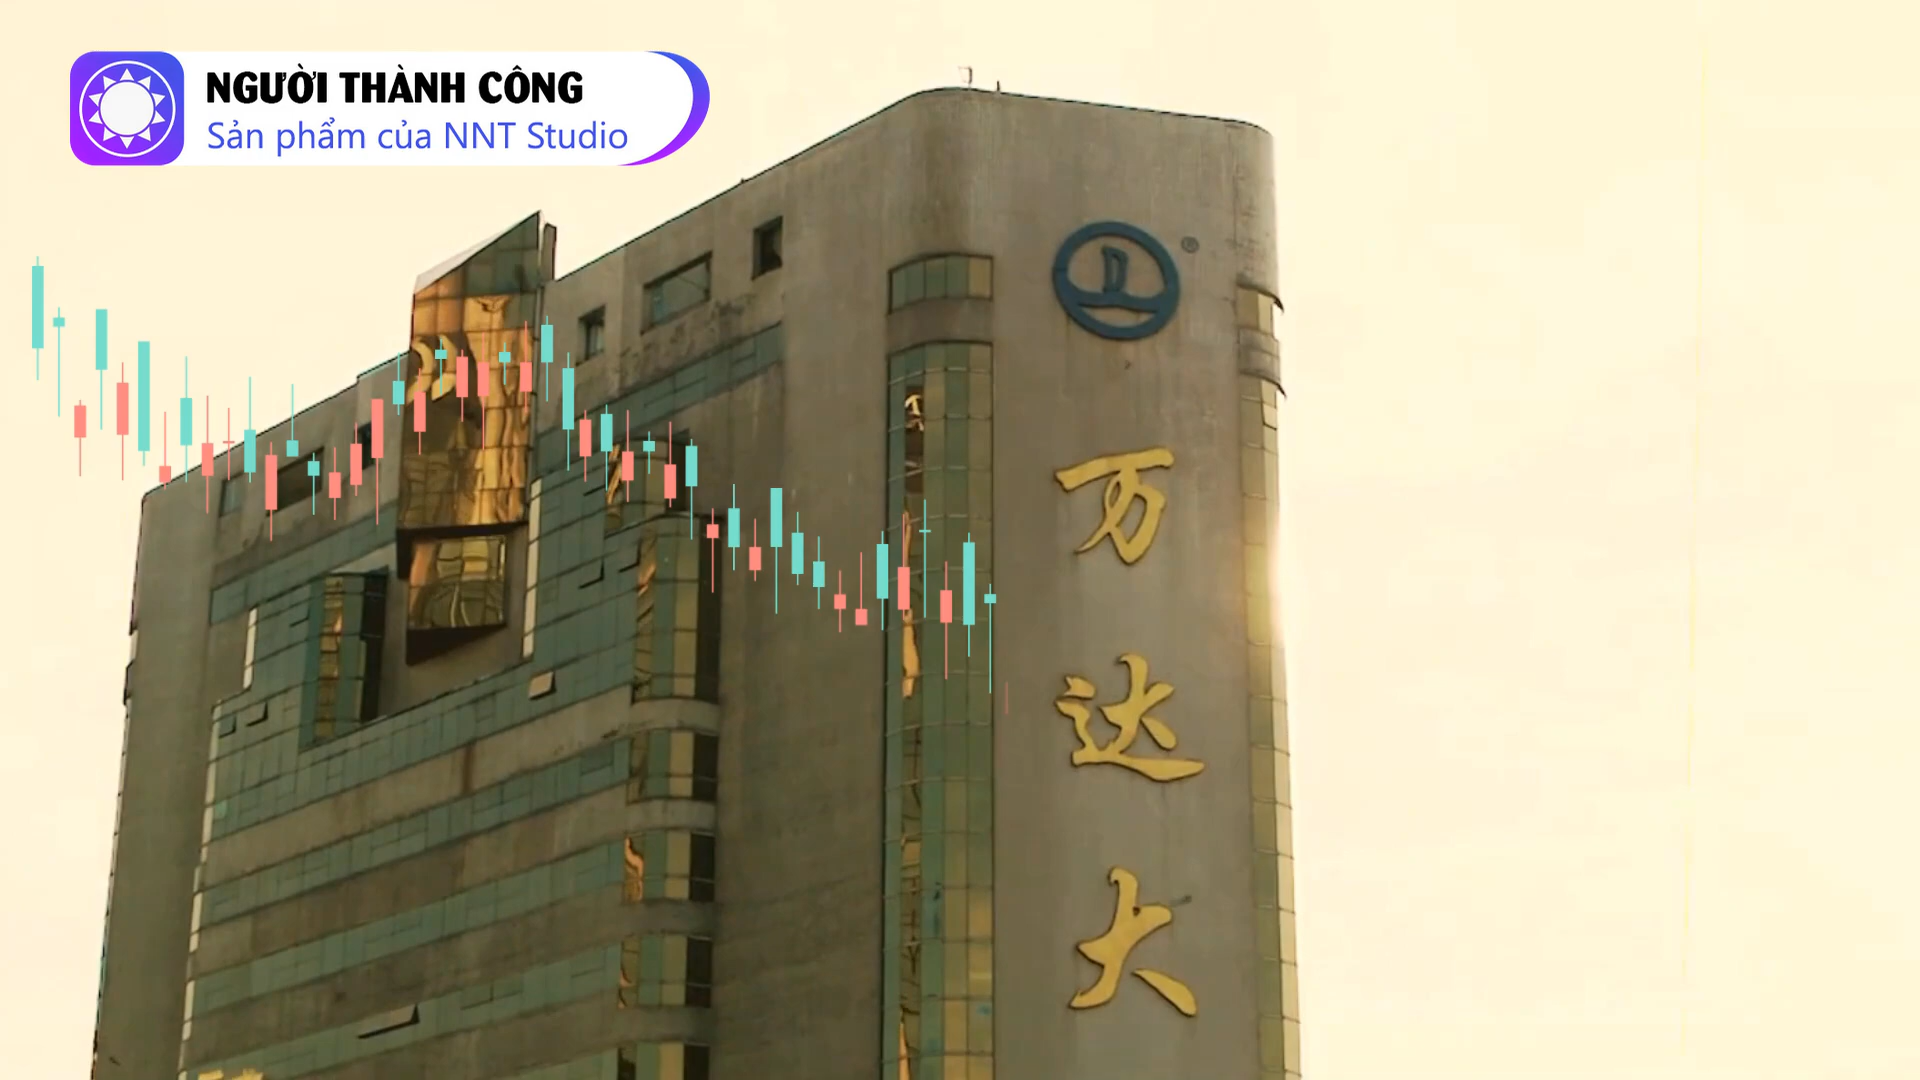 NGƯỜI THÀNH CÔNG
Sản phẩm của NNT Studio
®
万
达
大